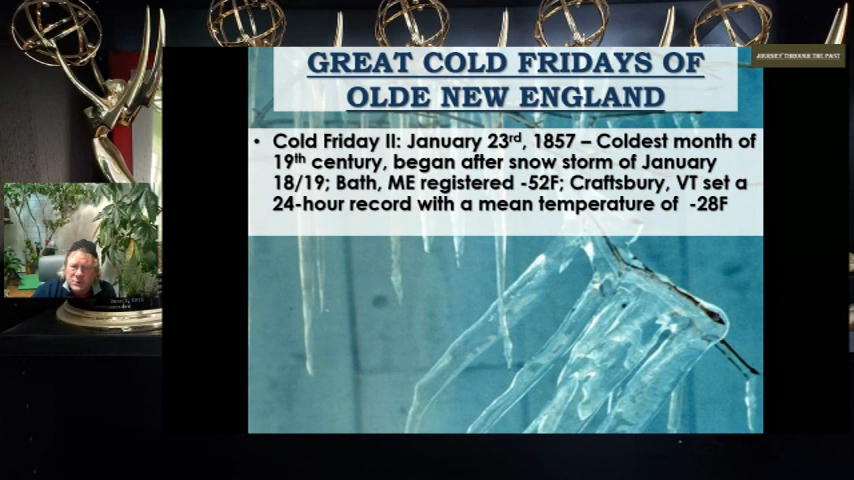 GREAT COLD FRIDAYS OF
OLDE NEW ENGLAND
JOURNEY THROUGH THE PAST
• Cold Friday II: January 23rd, 1857 – Coldest month of
19th century, began after snow storm of January
18/19; Bath, ME registered -52F; Craftsbury, VT set a
24-hour record with a mean temperature of -28F